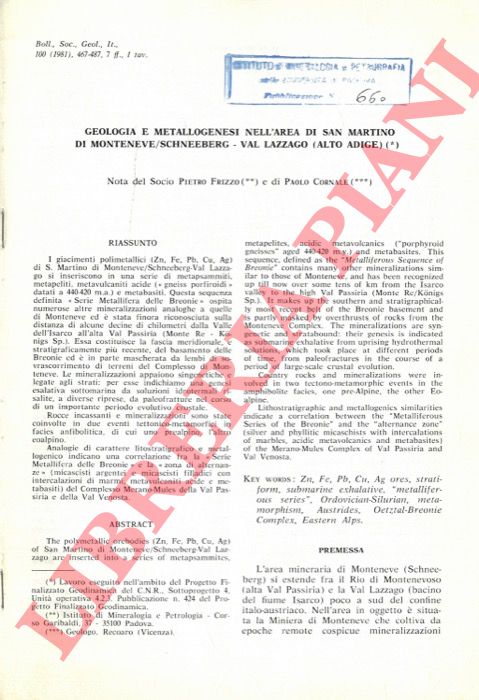 Boll. Soc. Geol. It.,
100 (1981), 467-487, 7 ff., 1 tav.
ISTITUTO DI MINERALOGIA e PETROGRAFIA
Pubblicazione N. 660
GEOLOGIA E METALLOGENESI NELL'AREA DI SAN MARTINO
DI MONTENEVE/SCHNEEBERG - VAL LAZZAGO (ALTO ADIGE) (*)
Nota del Socio PIETRO FRIZZO (**) e di PAOLO CORNALE (***)
RIASSUNTO
I giacimenti polimetallici (Zn, Fe, Pb, Cu, Ag)
di S. Martino di Monteneve/Schneeberg-Val Lazza-
go si inseriscono in una serie di metapsammiti,
metapeliti, metavulcaniti acide (« gneiss porfiroidi »
datati a 440-420 m.a.) e metabasiti. Questa sequenza
definita « Serie Metallifera delle Breonie » ospita
numerose altre mineralizzazioni analoghe a quelle
di Monteneve ed è stata finora riconosciuta sulla
distanza di alcune decine di chilometri dalla Valle
dell'Isarco all'alta Val Passiria (Monte Re - Kö-
nigs Sp.). Essa costituisce la fascia meridionale, e
stratigraficamente più recente, del basamento delle
Breonie ed è in parte mascherata da lembi di so-
vrascorrimento di terreni del Complesso di Mon-
teneve. Le mineralizzazioni appaiono singenetiche e
legate agli strati: per esse indichiamo una genesi
esalativa sottomarina da soluzioni idrotermali ri-
salite, a diverse riprese, da paleofratture nel corso
di un importante periodo evolutivo crostale.
Rocce incassanti e mineralizzazioni sono state
coinvolte in due eventi tettonico-metamorfici in
facies anfibolitica, di cui uno prealpino, l'altro
eoalpino.
Analogie di carattere litostratigrafico e metal-
logenico indicano una correlazione fra la « Serie
Metallifera delle Breonie » e la « zona ad alternan-
ze » (micascisti argentei e micascisti filladici con
intercalazioni di marmi, metavulcaniti acide e me-
tabasiti) del Complesso Merano-Mules della Val Pas-
siria e della Val Venosta.
ABSTRACT
The polymetallic orebodies (Zn, Fe, Pb, Cu, Ag)
of San Martino di Monteneve/Schneeberg-Val Laz-
zago are inserted into a series of metapsammites,
(*) Lavoro eseguito nell'ambito del Progetto Fi-
nalizzato Geodinamica del C.N.R., Sottoprogetto 4,
Unità operativa 4.2.3. Pubblicazione n. 424 del Pro-
getto Finalizzato Geodinamica.
(**) Istituto di Mineralogia e Petrologia - Cor-
so Garibaldi, 37 - 35100 Padova.
(***) Geologo, Recoaro (Vicenza).
metapelites, acidic metavolcanics ("porphyroid
gneisses" aged 440-420 m.a.) and metabasites. This
sequence, defined as the "Metalliferous Sequence of
Breonie" contains many other mineralizations sim-
ilar to those of Monteneve, and has been recognized
up to now over some tens of km from the Isarco
valley to the high Val Passiria (Monte Re/Königs
Sp.). It makes up the southern and stratigraphical-
ly more recent of the Breonie basement and
is partly masked by overthrusts of rocks from the
Monteneve Complex. The mineralizations are syn-
genetic and stratabound: their genesis is indicated
as submarine exhalative from uprising hydrothermal
solutions which took place at different periods
from paleofractures in the course of a
period of large-scale crustal evolution.
Country rocks and mineralizations were in-
volved in two tectono-metamorphic events in the
amphibolite facies, one pre-Alpine, the other Eo-
alpine.
Lithostratigraphic and metallogenics similarities
indicate a correlation between the "Metalliferous
Series of the Breonie" and the "alternance zone"
(silver and phyllitic micaschists with intercalations
of marbles, acidic metavolcanics and metabasites)
of the Merano-Mules Complex of Val Passiria and
Val Venosta.
KEY WORDS: Zn, Fe, Pb, Cu, Ag ores, strati-
form, submarine exhalative, "metallifer-
ous series", Ordovician-Silurian, meta-
morphism, Austrides, Oetztal-Breonie
Complex, Eastern Alps.
PREMESSA
L'area mineraria di Monteneve (Schnee-
berg) si estende fra il Rio di Montenevoso
(alta Val Passiria) e la Val Lazzago (bacino
del fiume Isarco) poco a sud del confine
italo-austriaco. Nell'area in oggetto è situa-
ta la Miniera di Monteneve che coltiva da
epoche remote cospicue mineralizzazioni
LIBRERIA PIANI
LIBRERIA PIANI
LIBRERIA PIANI